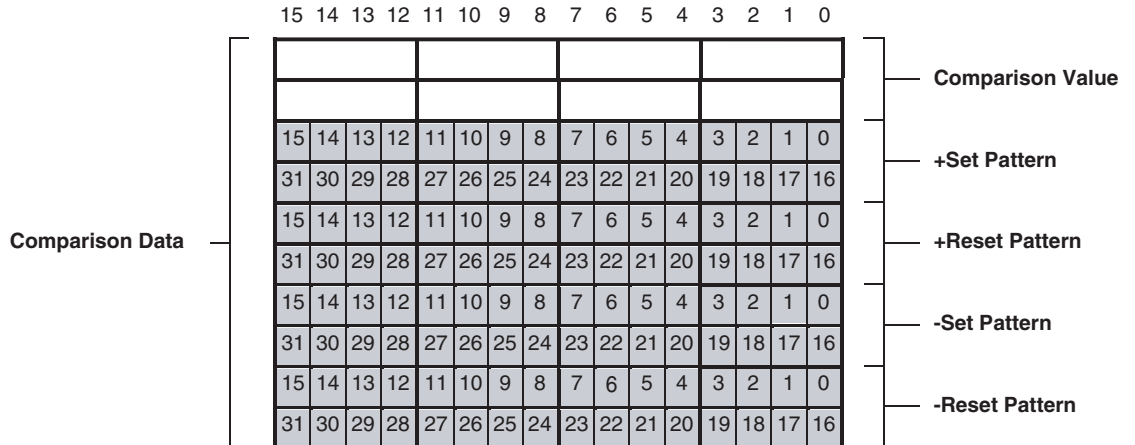 15 14 13 12 11 10 9 8 7 6 5 4 3 2 1 0
Comparison Value
15 14 13 12 11 10 9 8 7 6 5 4 3 2 1 0
+Set Pattern
31 30 29 28 27 26 25 24 23 22 21 20 19 18 17 16
15 14 13 12 11 10 9 8 7 6 5 4 3 2 1 0
Comparison Data
+Reset Pattern
31 30 29 28 27 26 25 24 23 22 21 20 19 18 17 16
15 14 13 12 11 10 9 8 7 6 5 4 3 2 1 0
-Set Pattern
31 30 29 28 27 26 25 24 23 22 21 20 19 18 17 16
15 14 13 12 11 10 9 8 7 6 5 4 3 2 1 0
-Reset Pattern
31 30 29 28 27 26 25 24 23 22 21 20 19 18 17 16